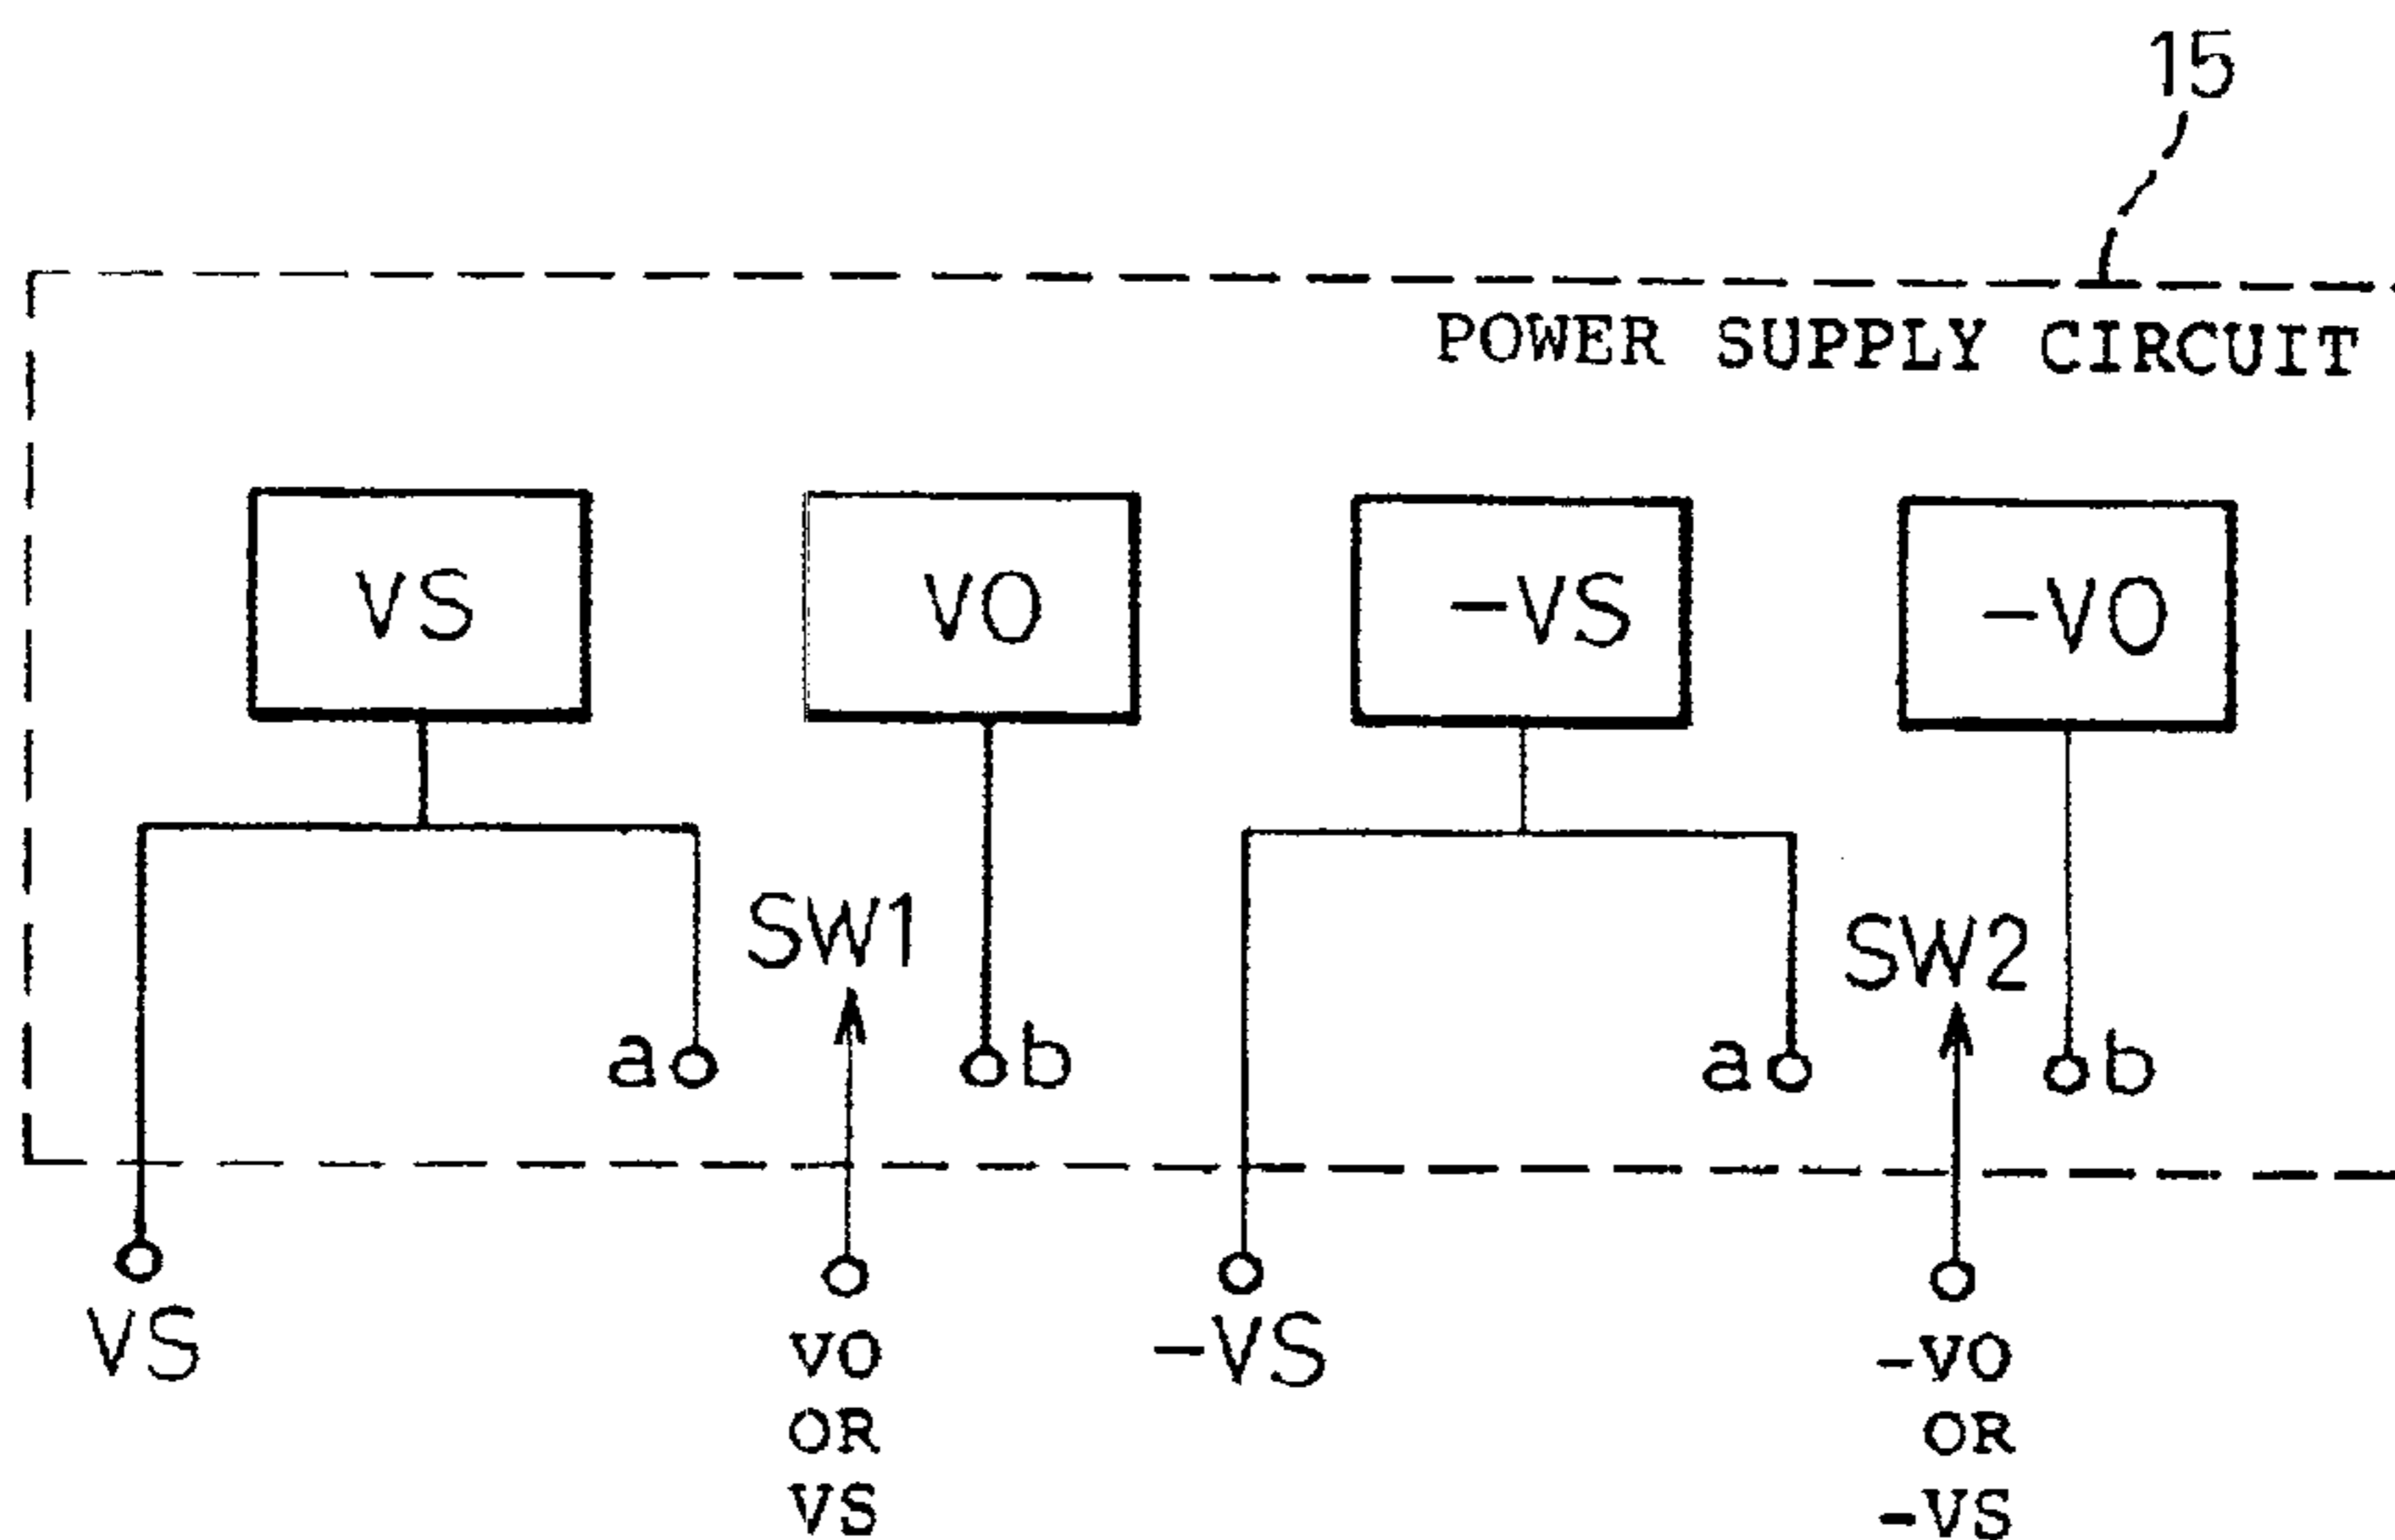 15
POWER SUPPLY CIRCUIT
VS
VO
-VS
-VO
SW1
SW2
a
b
a
b
VS
VO
OR
VS
-VS
-VO
OR
-VS